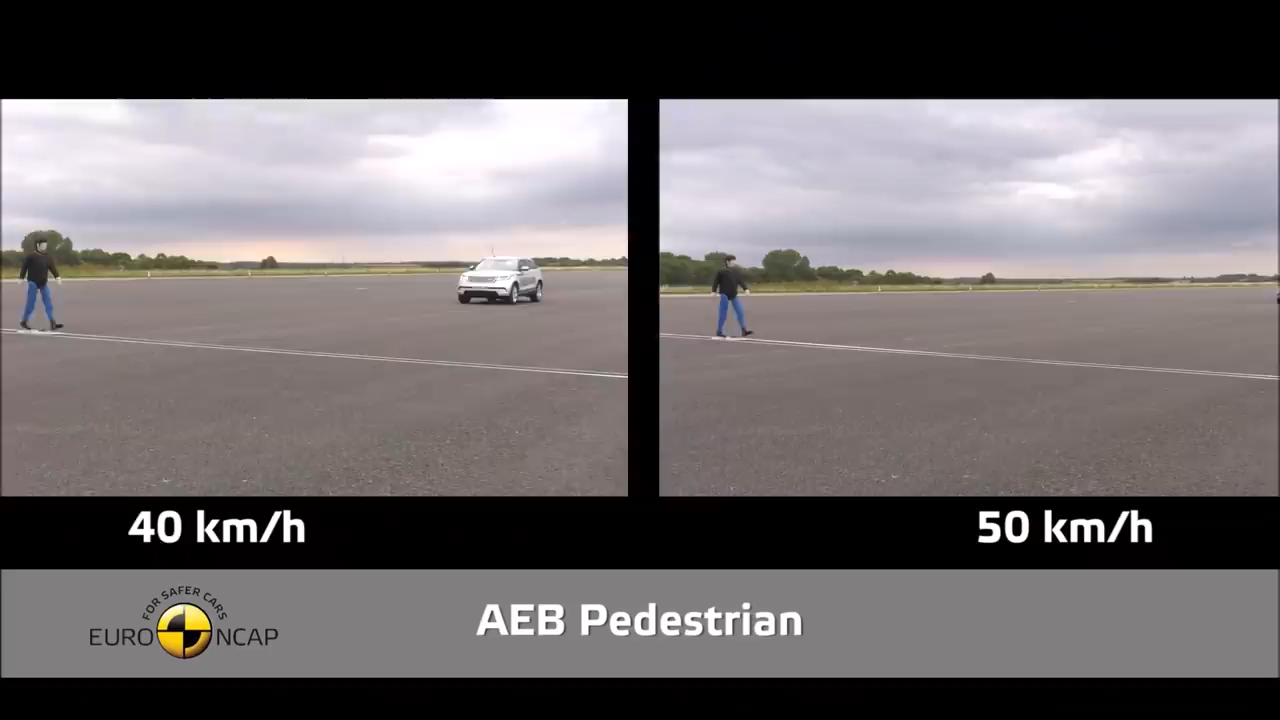 40 km/h
50 km/h
FOR SAFER CARS
EURO NCAP
AEB Pedestrian